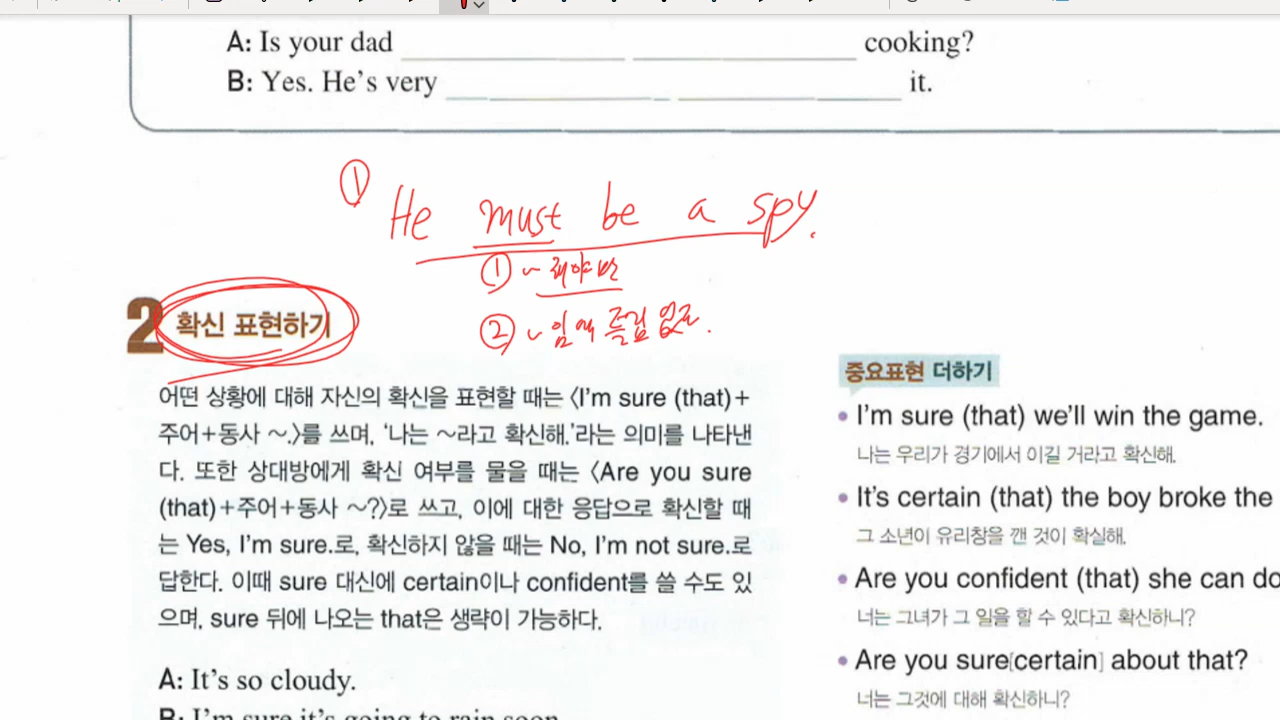 A: Is your dad ____ ____ cooking?
B: Yes. He's very ____ ____ it.
① He must be a spy.
① ~해야만
② ~임에 틀림 없다.
2 확신 표현하기
어떤 상황에 대해 자신의 확신을 표현할 때는 〈I'm sure (that)+
주어+동사 ~.〉를 쓰며, '나는 ~라고 확신해.'라는 의미를 나타낸
다. 또한 상대방에게 확신 여부를 물을 때는 〈Are you sure
(that)+주어+동사 ~?〉로 쓰고, 이에 대한 응답으로 확신할 때
는 Yes, I'm sure.로, 확신하지 않을 때는 No, I'm not sure.로
답한다. 이때 sure 대신에 certain이나 confident를 쓸 수도 있
으며, sure 뒤에 나오는 that은 생략이 가능하다.
A: It's so cloudy.
B: I'm sure it's going to rain soon
중요표현 더하기
• I'm sure (that) we'll win the game.
나는 우리가 경기에서 이길 거라고 확신해.
• It's certain (that) the boy broke the
그 소년이 유리창을 깬 것이 확실해.
• Are you confident (that) she can do
너는 그녀가 그 일을 할 수 있다고 확신하니?
• Are you sure[certain] about that?
너는 그것에 대해 확신하니?